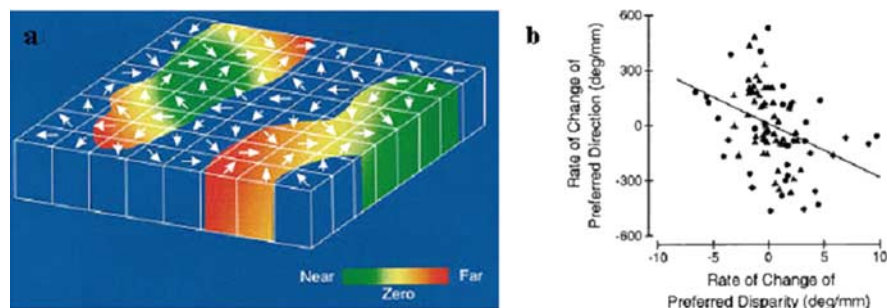 a
Near
Far
Zero
b
600
300
0
-300
-600
Rate of Change of
Preferred Direction (deg/mm)
-10
-5
0
5
10
Rate of Change of
Preferred Disparity (deg/mm)